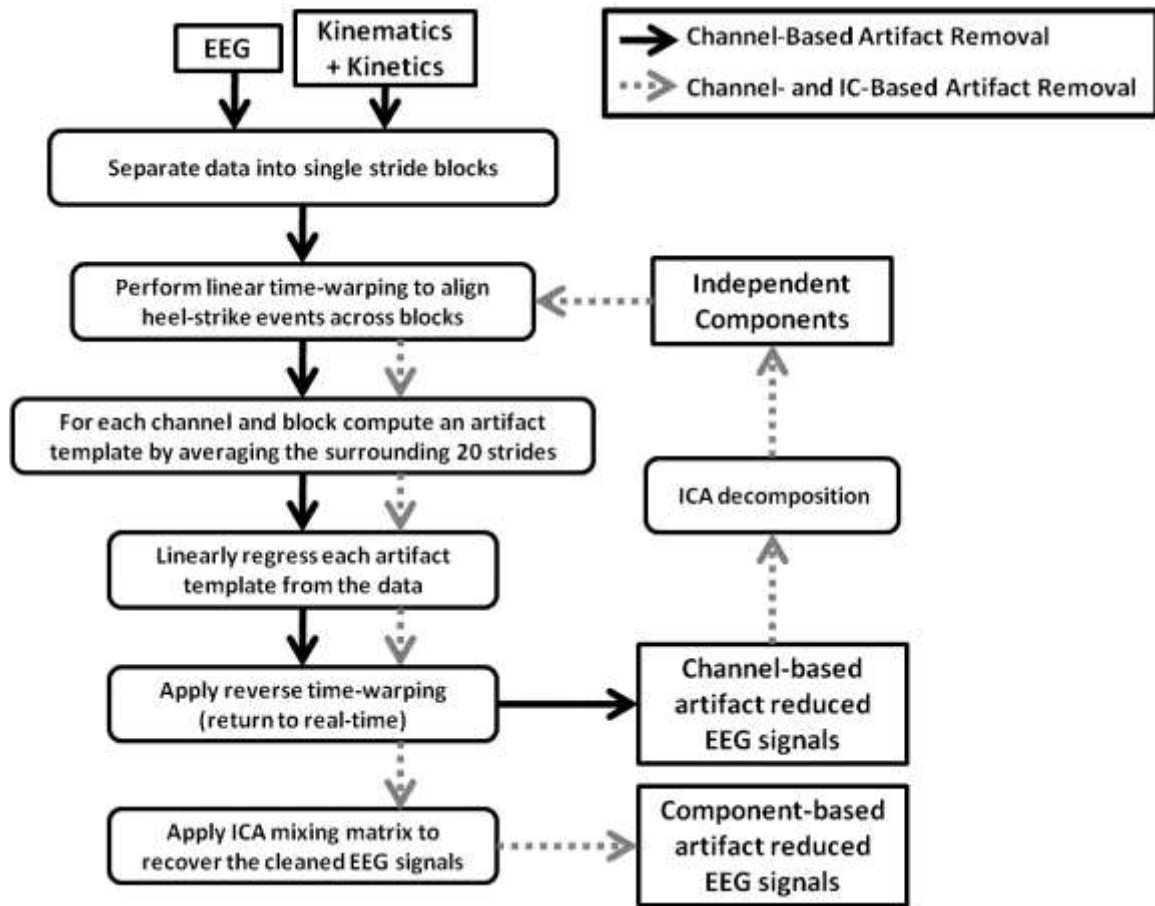 EEG
Kinematics
+ Kinetics
Channel-Based Artifact Removal
Channel- and IC-Based Artifact Removal
Separate data into single stride blocks
Perform linear time-warping to align
heel-strike events across blocks
Independent
Components
For each channel and block compute an artifact
template by averaging the surrounding 20 strides
ICA decomposition
Linearly regress each artifact
template from the data
Apply reverse time-warping
(return to real-time)
Channel-based
artifact reduced
EEG signals
Apply ICA mixing matrix to
recover the cleaned EEG signals
Component-based
artifact reduced
EEG signals